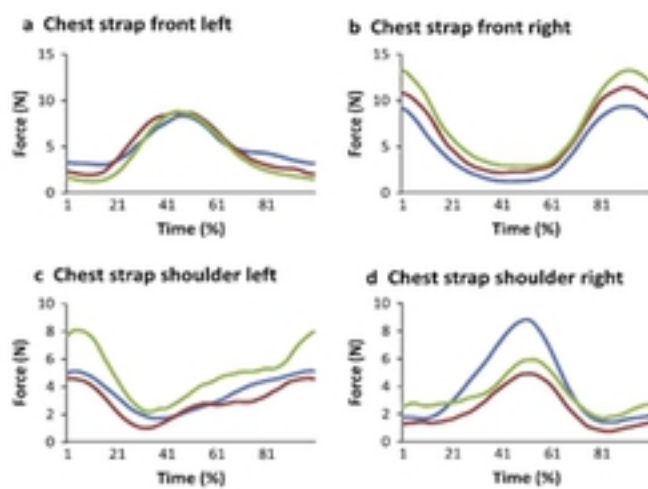 a Chest strap front left
15
10
5
0
Force (N)
1 21 41 61 81
Time (%)
b Chest strap front right
15
10
5
0
Force (N)
1 21 41 61 81
Time (%)
c Chest strap shoulder left
10
8
6
4
2
0
Force (N)
1 21 41 61 81
Time (%)
d Chest strap shoulder right
10
8
6
4
2
0
Force (N)
1 21 41 61 81
Time (%)